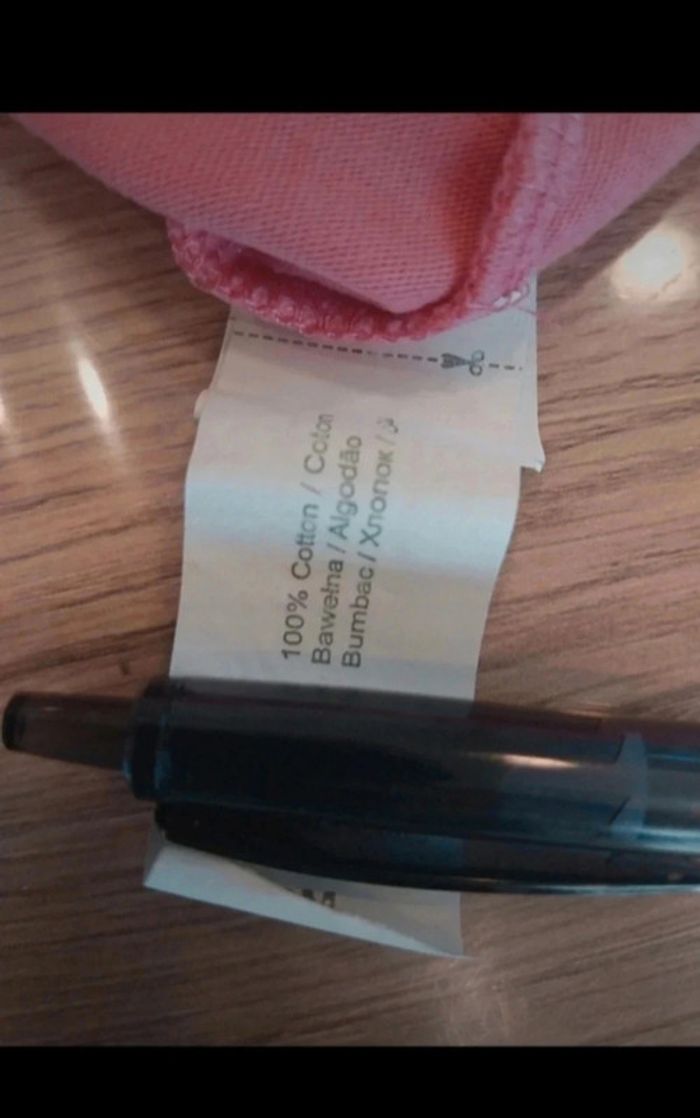 100% Cotton / Coton
Bawełna / Algodão
Bumbac / Хлопок /